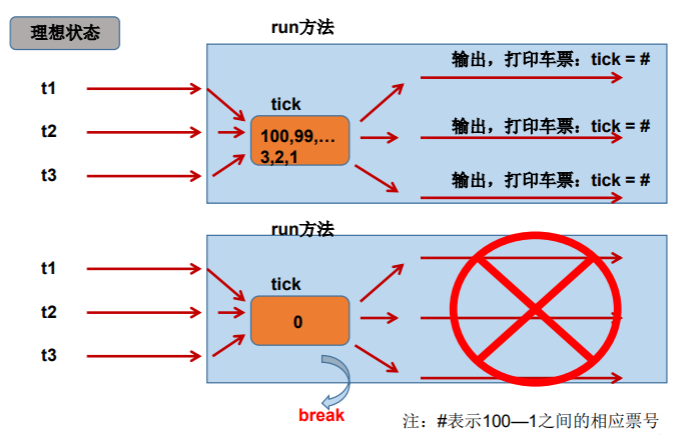 理想状态
run方法
输出，打印车票：tick = #
t1
tick
t2
100,99,…
3,2,1
输出，打印车票：tick = #
t3
输出，打印车票：tick = #
run方法
t1
tick
t2
0
t3
break
注：#表示100—1之间的相应票号